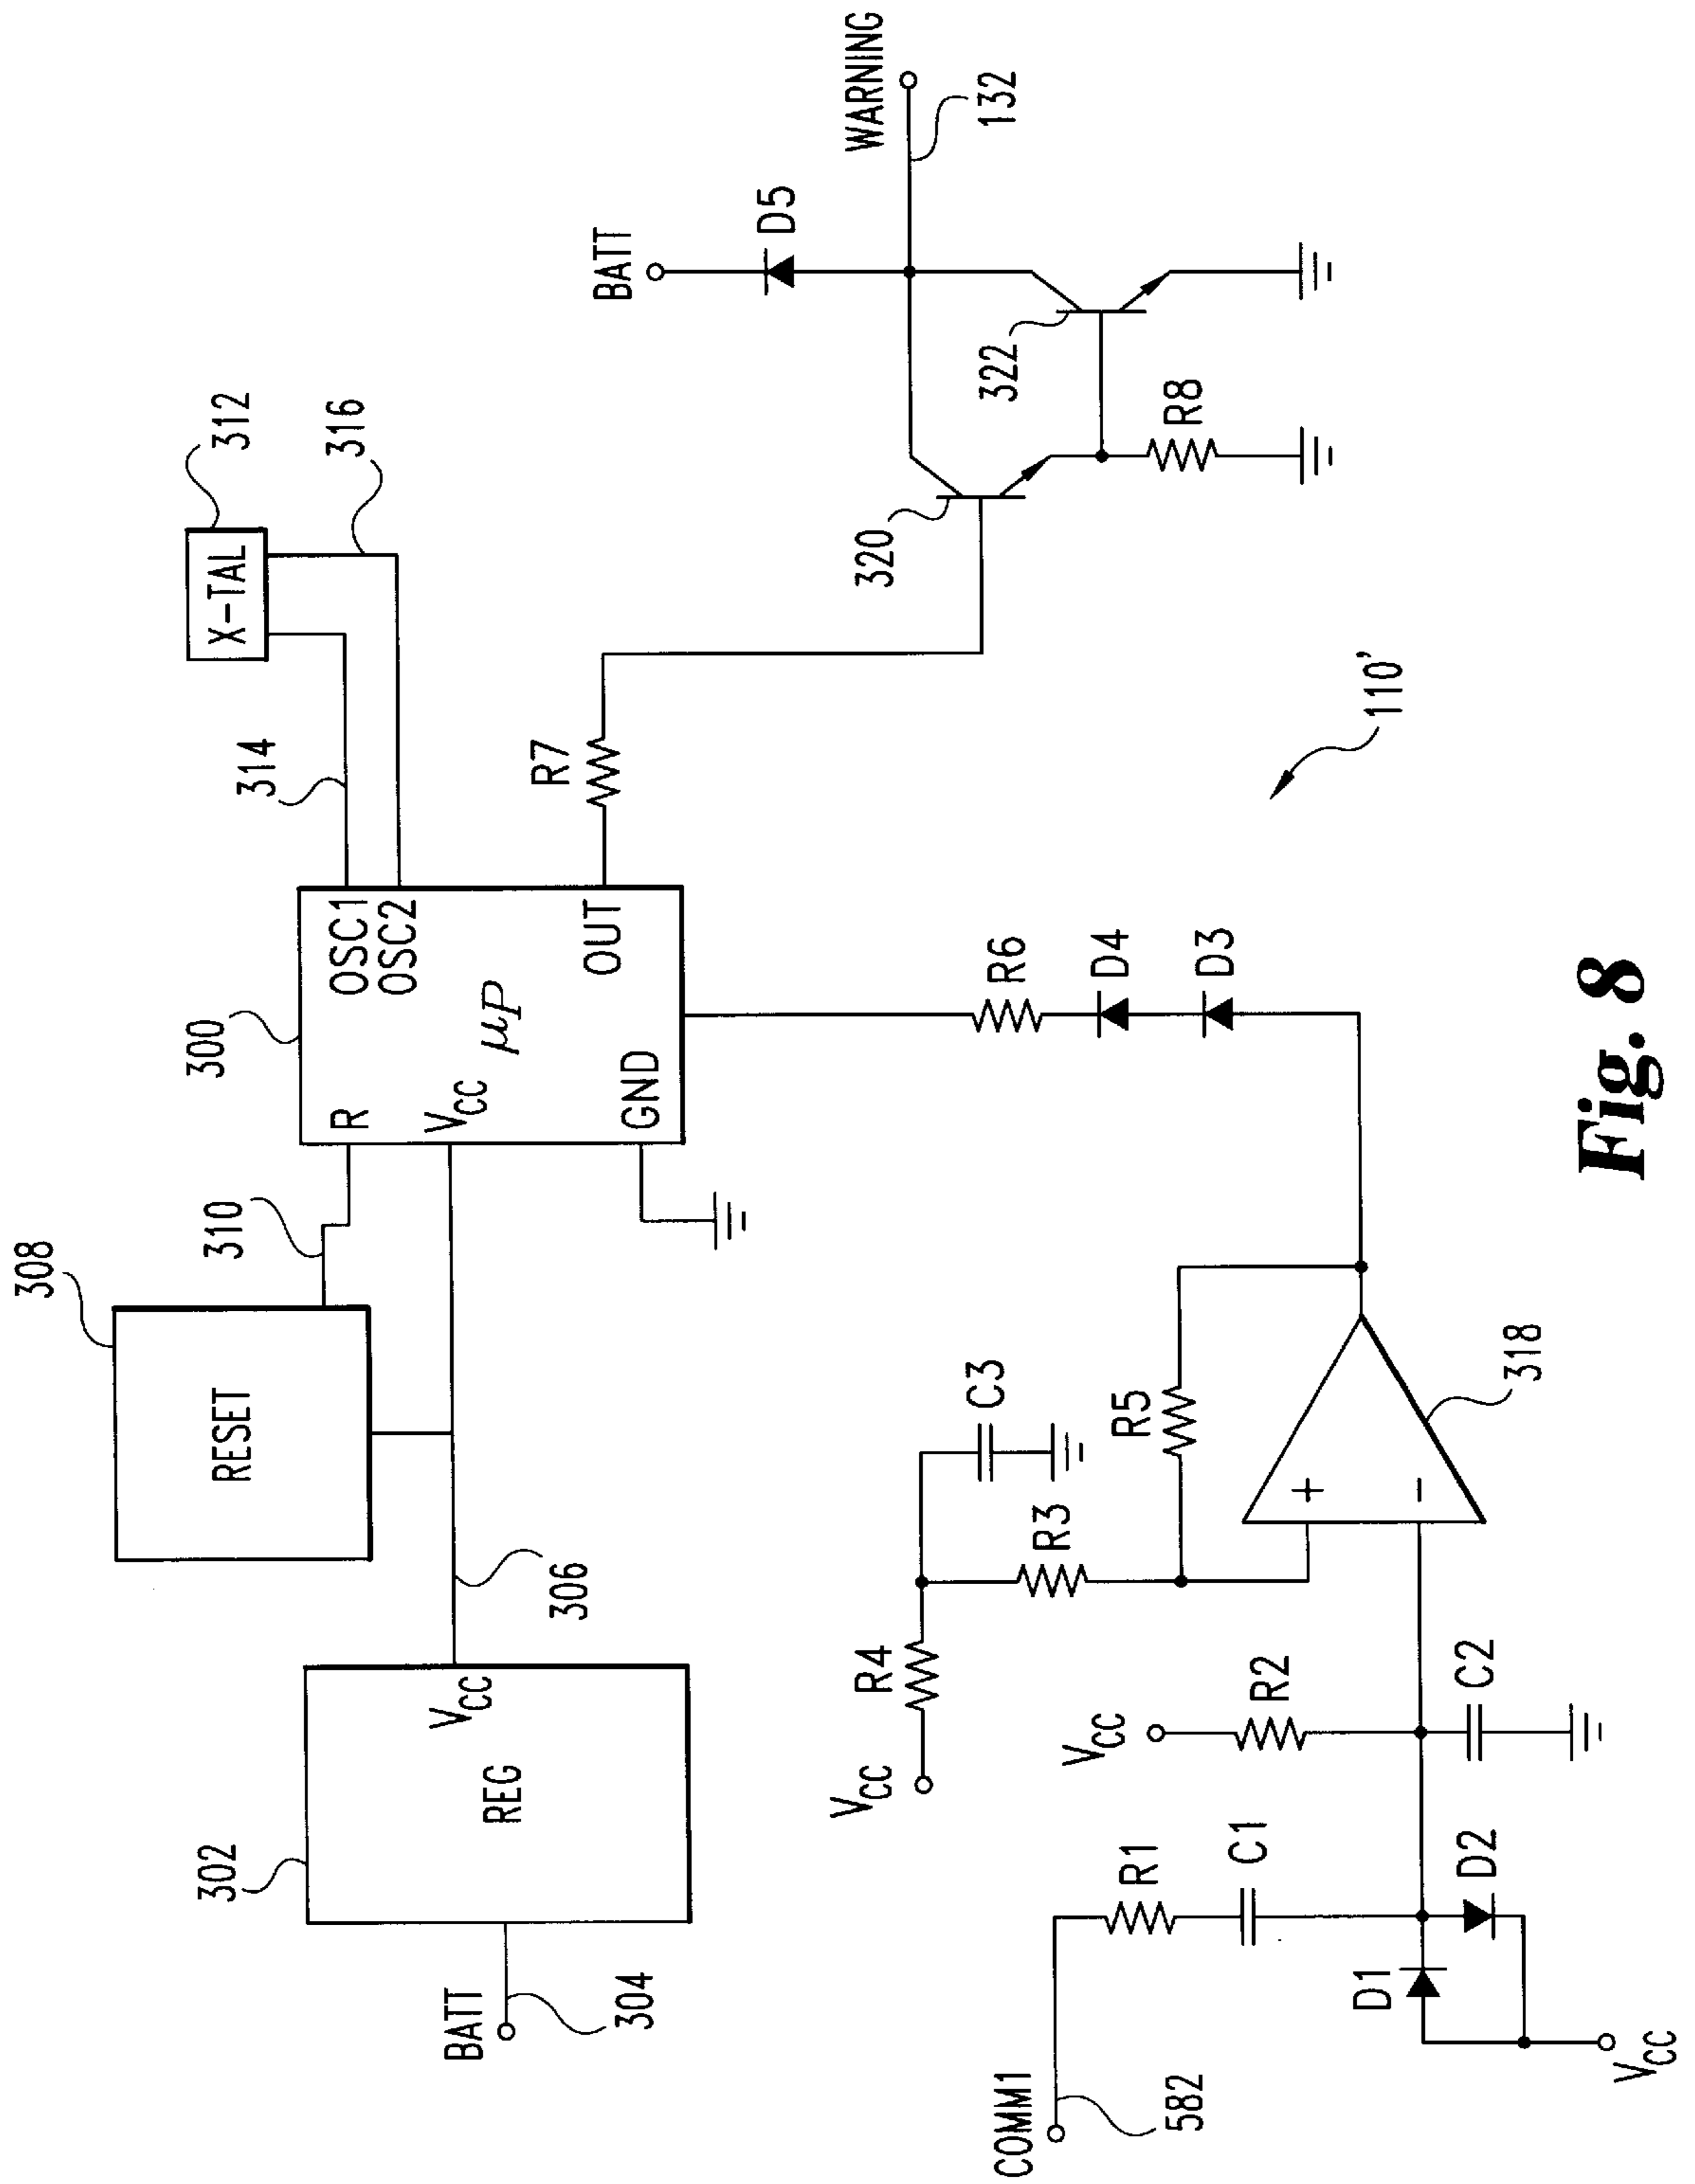 308
RESET
310
302
BATT
304
REG
VCC
306
300
R
VCC
GND
OSC1
OSC2
μP
OUT
314
X-TAL
312
316
R7
BATT
D5
WARNING
132
320
322
R8
R6
D4
D3
COMM1
582
R1
C1
D1
D2
VCC
VCC
R2
C2
VCC
R4
R3
C3
R5
+
−
318
110'
Fig. 8